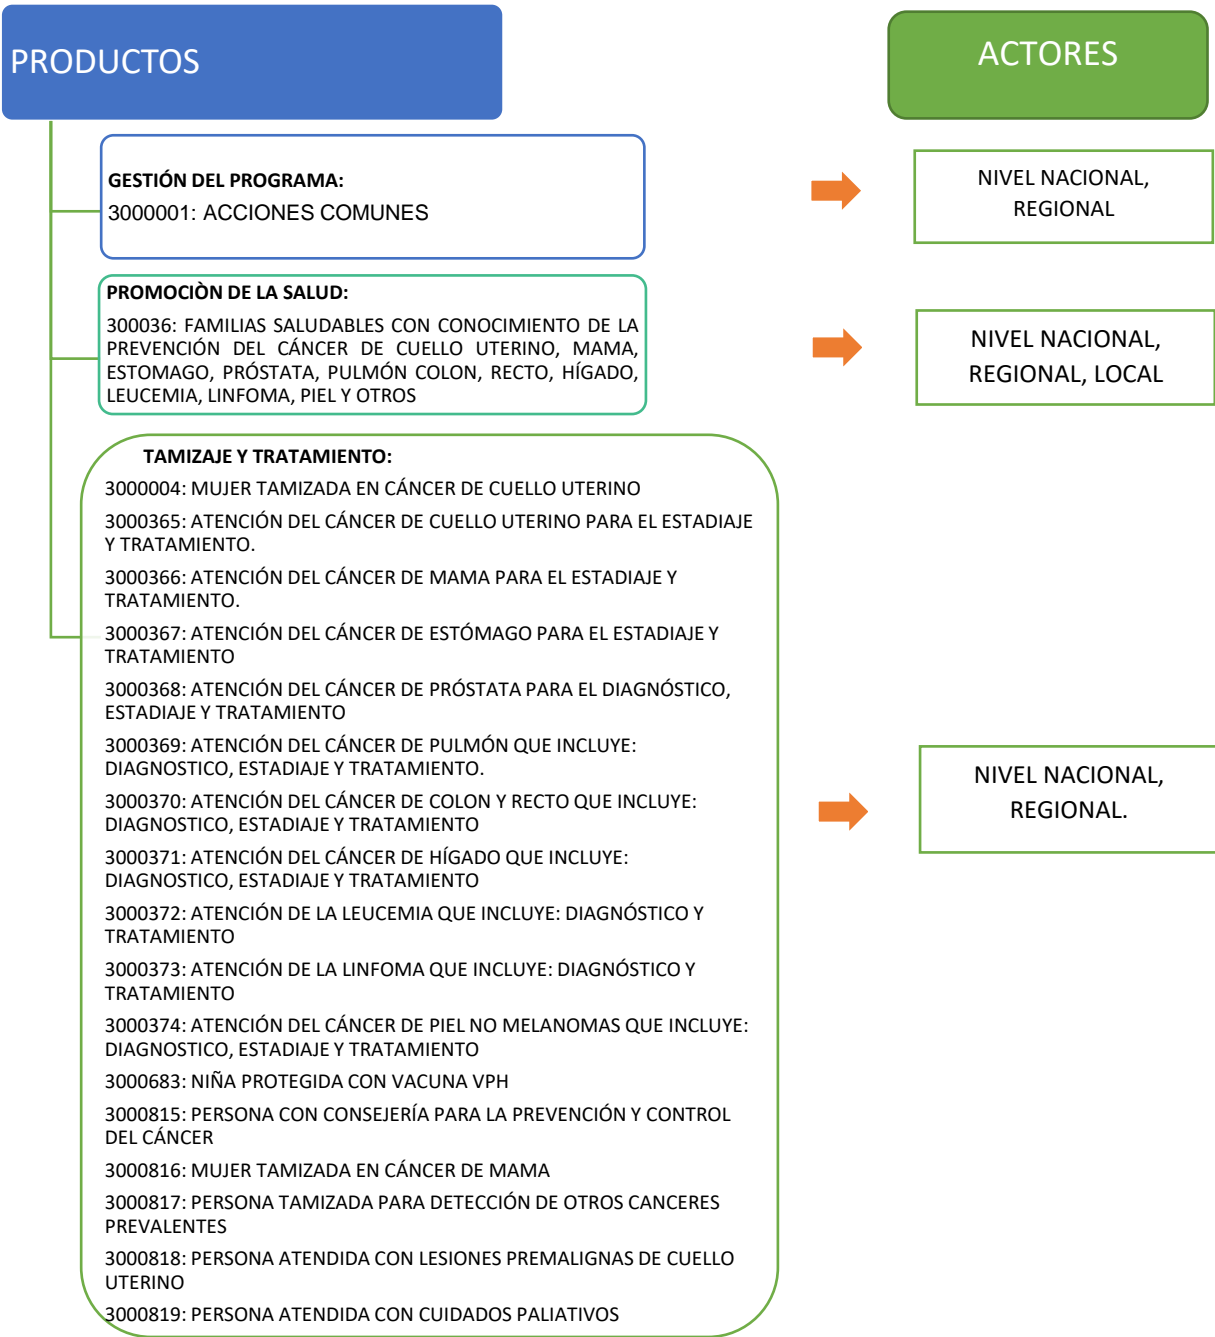 PRODUCTOS
ACTORES
GESTIÓN DEL PROGRAMA:
3000001: ACCIONES COMUNES
NIVEL NACIONAL,
REGIONAL
PROMOCIÒN DE LA SALUD:
300036: FAMILIAS SALUDABLES CON CONOCIMIENTO DE LA
PREVENCIÓN DEL CÁNCER DE CUELLO UTERINO, MAMA,
ESTOMAGO, PRÓSTATA, PULMÓN COLON, RECTO, HÍGADO,
LEUCEMIA, LINFOMA, PIEL Y OTROS
NIVEL NACIONAL,
REGIONAL, LOCAL
TAMIZAJE Y TRATAMIENTO:
3000004: MUJER TAMIZADA EN CÁNCER DE CUELLO UTERINO
3000365: ATENCIÓN DEL CÁNCER DE CUELLO UTERINO PARA EL ESTADIAJE
Y TRATAMIENTO.
3000366: ATENCIÓN DEL CÁNCER DE MAMA PARA EL ESTADIAJE Y
TRATAMIENTO.
3000367: ATENCIÓN DEL CÁNCER DE ESTÓMAGO PARA EL ESTADIAJE Y
TRATAMIENTO
3000368: ATENCIÓN DEL CÁNCER DE PRÓSTATA PARA EL DIAGNÓSTICO,
ESTADIAJE Y TRATAMIENTO
3000369: ATENCIÓN DEL CÁNCER DE PULMÓN QUE INCLUYE:
DIAGNOSTICO, ESTADIAJE Y TRATAMIENTO.
3000370: ATENCIÓN DEL CÁNCER DE COLON Y RECTO QUE INCLUYE:
DIAGNOSTICO, ESTADIAJE Y TRATAMIENTO
3000371: ATENCIÓN DEL CÁNCER DE HÍGADO QUE INCLUYE:
DIAGNOSTICO, ESTADIAJE Y TRATAMIENTO
3000372: ATENCIÓN DE LA LEUCEMIA QUE INCLUYE: DIAGNÓSTICO Y
TRATAMIENTO
3000373: ATENCIÓN DE LA LINFOMA QUE INCLUYE: DIAGNÓSTICO Y
TRATAMIENTO
3000374: ATENCIÓN DEL CÁNCER DE PIEL NO MELANOMAS QUE INCLUYE:
DIAGNOSTICO, ESTADIAJE Y TRATAMIENTO
3000683: NIÑA PROTEGIDA CON VACUNA VPH
3000815: PERSONA CON CONSEJERÍA PARA LA PREVENCIÓN Y CONTROL
DEL CÁNCER
3000816: MUJER TAMIZADA EN CÁNCER DE MAMA
3000817: PERSONA TAMIZADA PARA DETECCIÓN DE OTROS CANCERES
PREVALENTES
3000818: PERSONA ATENDIDA CON LESIONES PREMALIGNAS DE CUELLO
UTERINO
3000819: PERSONA ATENDIDA CON CUIDADOS PALIATIVOS
NIVEL NACIONAL,
REGIONAL.